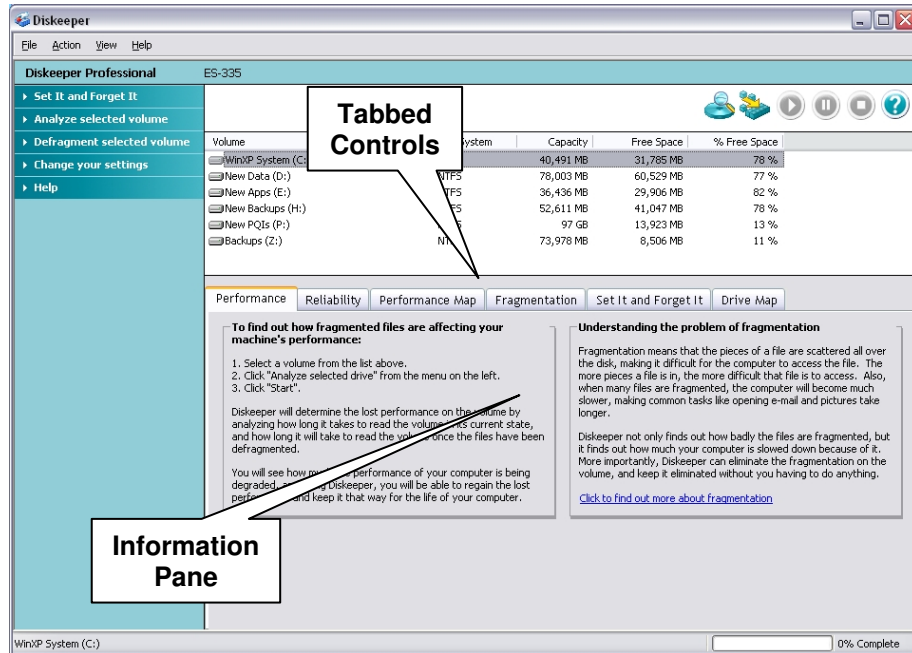 Diskeeper
File Action View Help
Diskeeper Professional ES-335
Set It and Forget It
Analyze selected volume
Defragment selected volume
Change your settings
Help
Tabbed
Controls
Volume System Capacity Free Space % Free Space
WinXP System (C: 40,491 MB 31,785 MB 78 %
New Data (D:) NTFS 78,003 MB 60,529 MB 77 %
New Apps (E:) NTFS 36,436 MB 29,906 MB 82 %
New Backups (H:) 52,611 MB 41,047 MB 78 %
New PQIs (P:) 97 GB 13,923 MB 13 %
Backups (Z:) 73,978 MB 8,506 MB 11 %
Performance Reliability Performance Map Fragmentation Set It and Forget It Drive Map
To find out how fragmented files are affecting your
machine's performance:
1. Select a volume from the list above.
2. Click "Analyze selected drive" from the menu on the left.
3. Click "Start".
Diskeeper will determine the lost performance on the volume by
analyzing how long it takes to read the volume its current state,
and how long it will take to read the once the files have been
defragmented.
You will see how performance of your computer is being
degraded, Diskeeper, you will be able to regain the lost
and keep it that way for the life of your computer.
Understanding the problem of fragmentation
Fragmentation means that the pieces of a file are scattered all over
the disk, making it difficult for the computer to access the file. The
more pieces a file is in, the more difficult that file is to access. Also,
when many files are fragmented, the computer will become much
slower, making common tasks like opening e-mail and pictures take
longer.
Diskeeper not only finds out how badly the files are fragmented, but
it finds out how much your computer is slowed down because of it.
More importantly, Diskeeper can eliminate the fragmentation on the
volume, and keep it eliminated without you having to do anything.
Click to find out more about fragmentation
Information
Pane
WinXP System (C:) 0% Complete